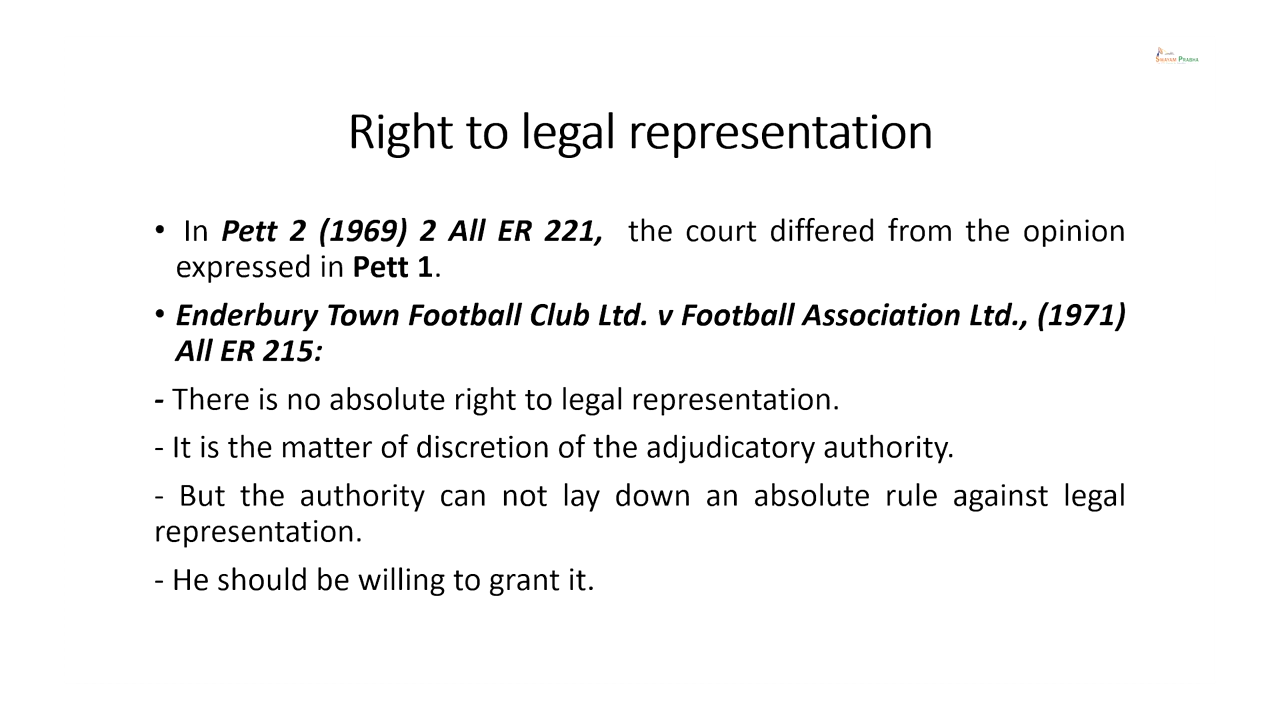 SWAYAM PRABHA
Right to legal representation
• In Pett 2 (1969) 2 All ER 221, the court differed from the opinion
expressed in Pett 1.
• Enderbury Town Football Club Ltd. v Football Association Ltd., (1971)
All ER 215:
- There is no absolute right to legal representation.
- It is the matter of discretion of the adjudicatory authority.
- But the authority can not lay down an absolute rule against legal
representation.
- He should be willing to grant it.